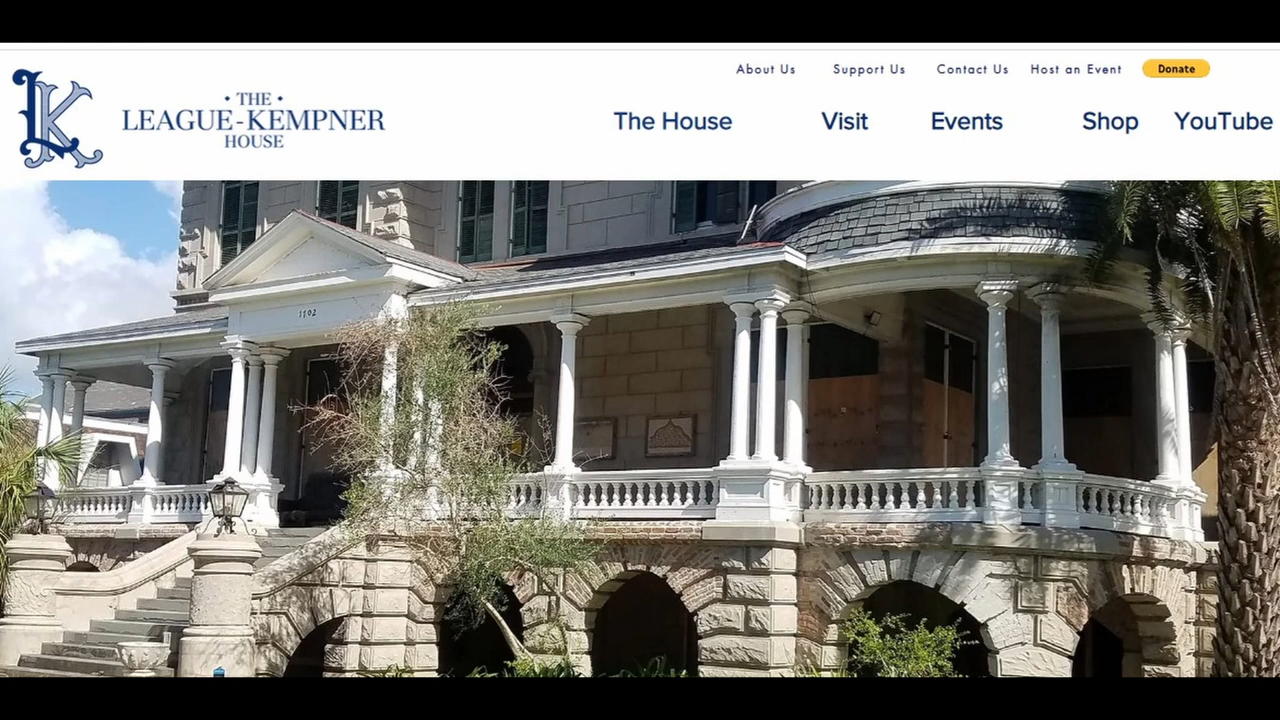 About Us Support Us Contact Us Host an Event Donate
LK
THE
LEAGUE-KEMPNER
HOUSE
The House Visit Events Shop YouTube
1702